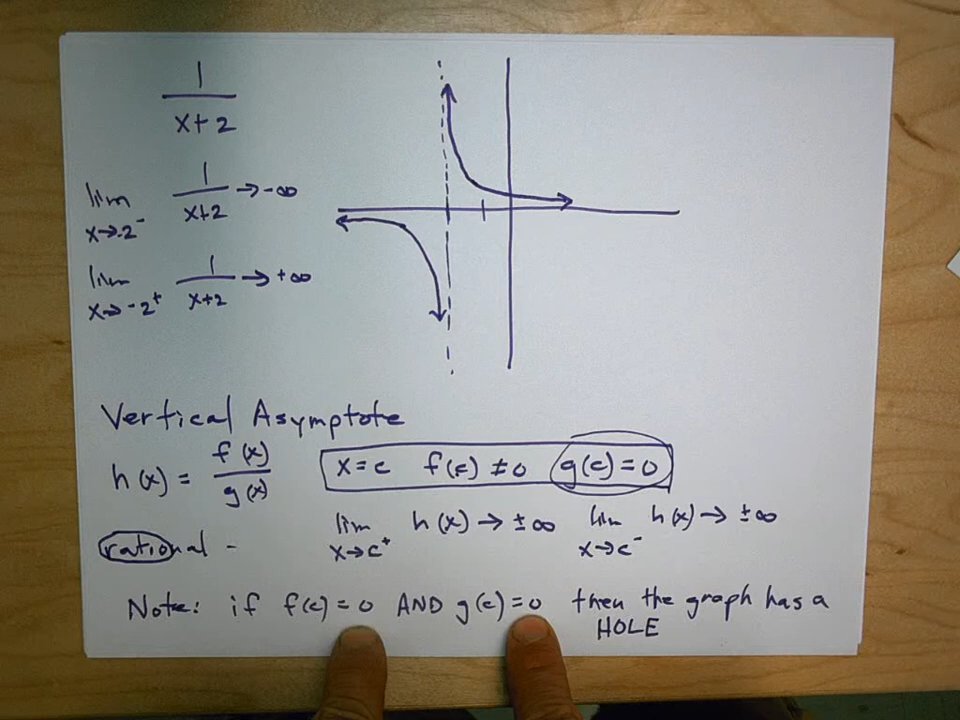 1
x+2
lim x→-2⁻ 1/(x+2) → -∞
lim x→-2⁺ 1/(x+2) → +∞
Vertical Asymptote
h(x) = f(x)/g(x) x=c f(c) ≠ 0 g(c) = 0
rational - lim x→c⁺ h(x) → ±∞ lim x→c⁻ h(x) → ±∞
Note: if f(c) = 0 AND g(c) = 0 then the graph has a
HOLE